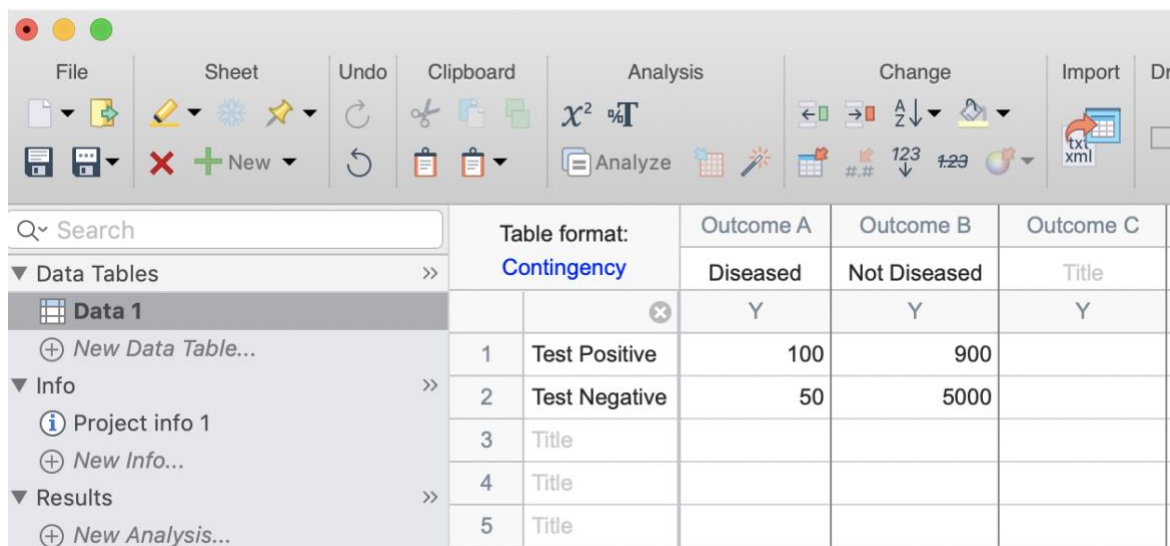 File Sheet Undo Clipboard Analysis Change Import Dr
χ² %T
New Analyze #.# 123 1.23 txt xml
A Z
Search
Data Tables
Data 1
New Data Table...
Info
Project info 1
New Info...
Results
New Analysis...
Table format: Outcome A Outcome B Outcome C
Contingency Diseased Not Diseased Title
Y Y Y
1 Test Positive 100 900
2 Test Negative 50 5000
3 Title
4 Title
5 Title